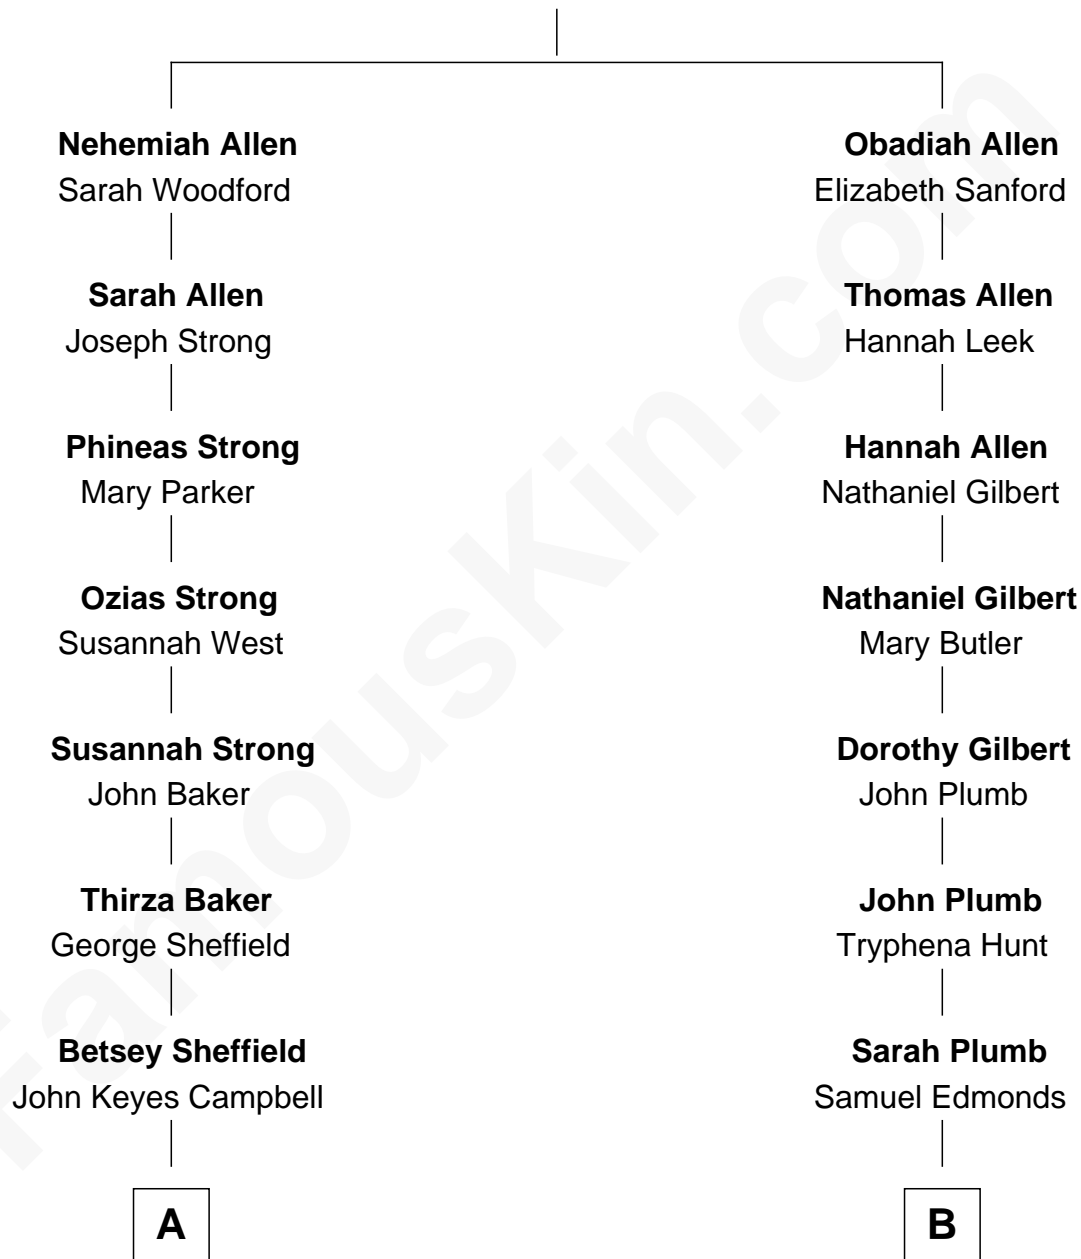 Nehemiah Allen
Sarah Woodford
Sarah Allen
Joseph Strong
Phineas Strong
Mary Parker
Ozias Strong
Susannah West
Susannah Strong
John Baker
Thirza Baker
George Sheffield
Betsey Sheffield
John Keyes Campbell
A
Obadiah Allen
Elizabeth Sanford
Thomas Allen
Hannah Leek
Hannah Allen
Nathaniel Gilbert
Nathaniel Gilbert
Mary Butler
Dorothy Gilbert
John Plumb
John Plumb
Tryphena Hunt
Sarah Plumb
Samuel Edmonds
B
FamousKin.com